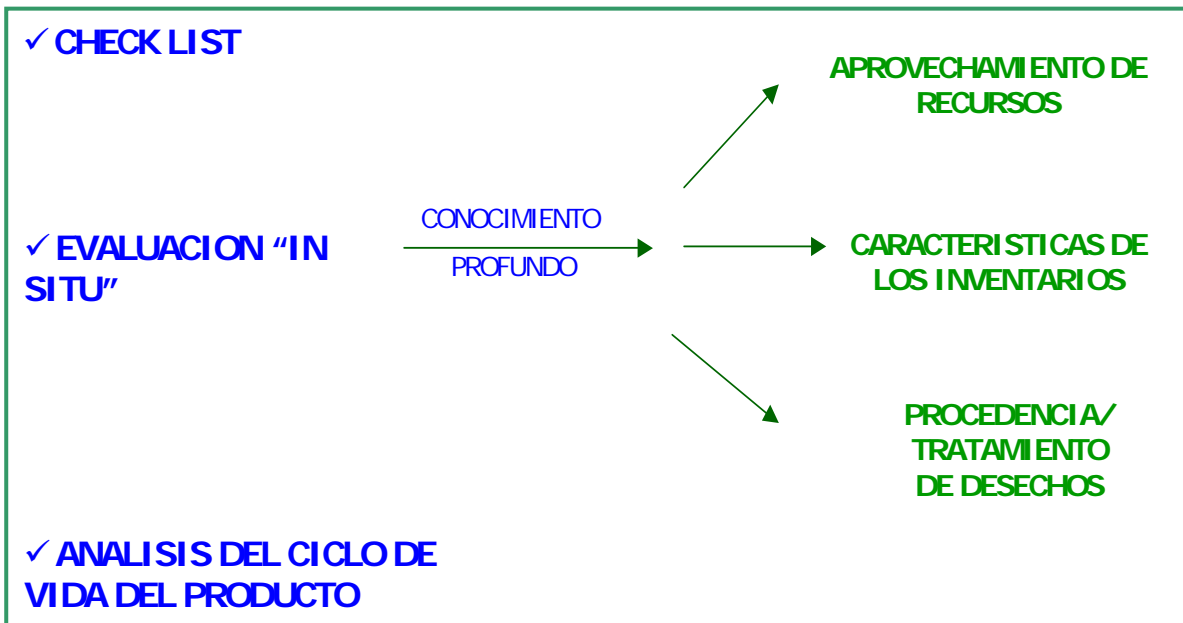 ✓ CHECK LIST
APROVECHAMIENTO DE
RECURSOS
✓ EVALUACION “IN
SITU”
CONOCIMIENTO
PROFUNDO
CARACTERISTICAS DE
LOS INVENTARIOS
PROCEDENCIA/
TRATAMIENTO
DE DESECHOS
✓ ANALISIS DEL CICLO DE
VIDA DEL PRODUCTO